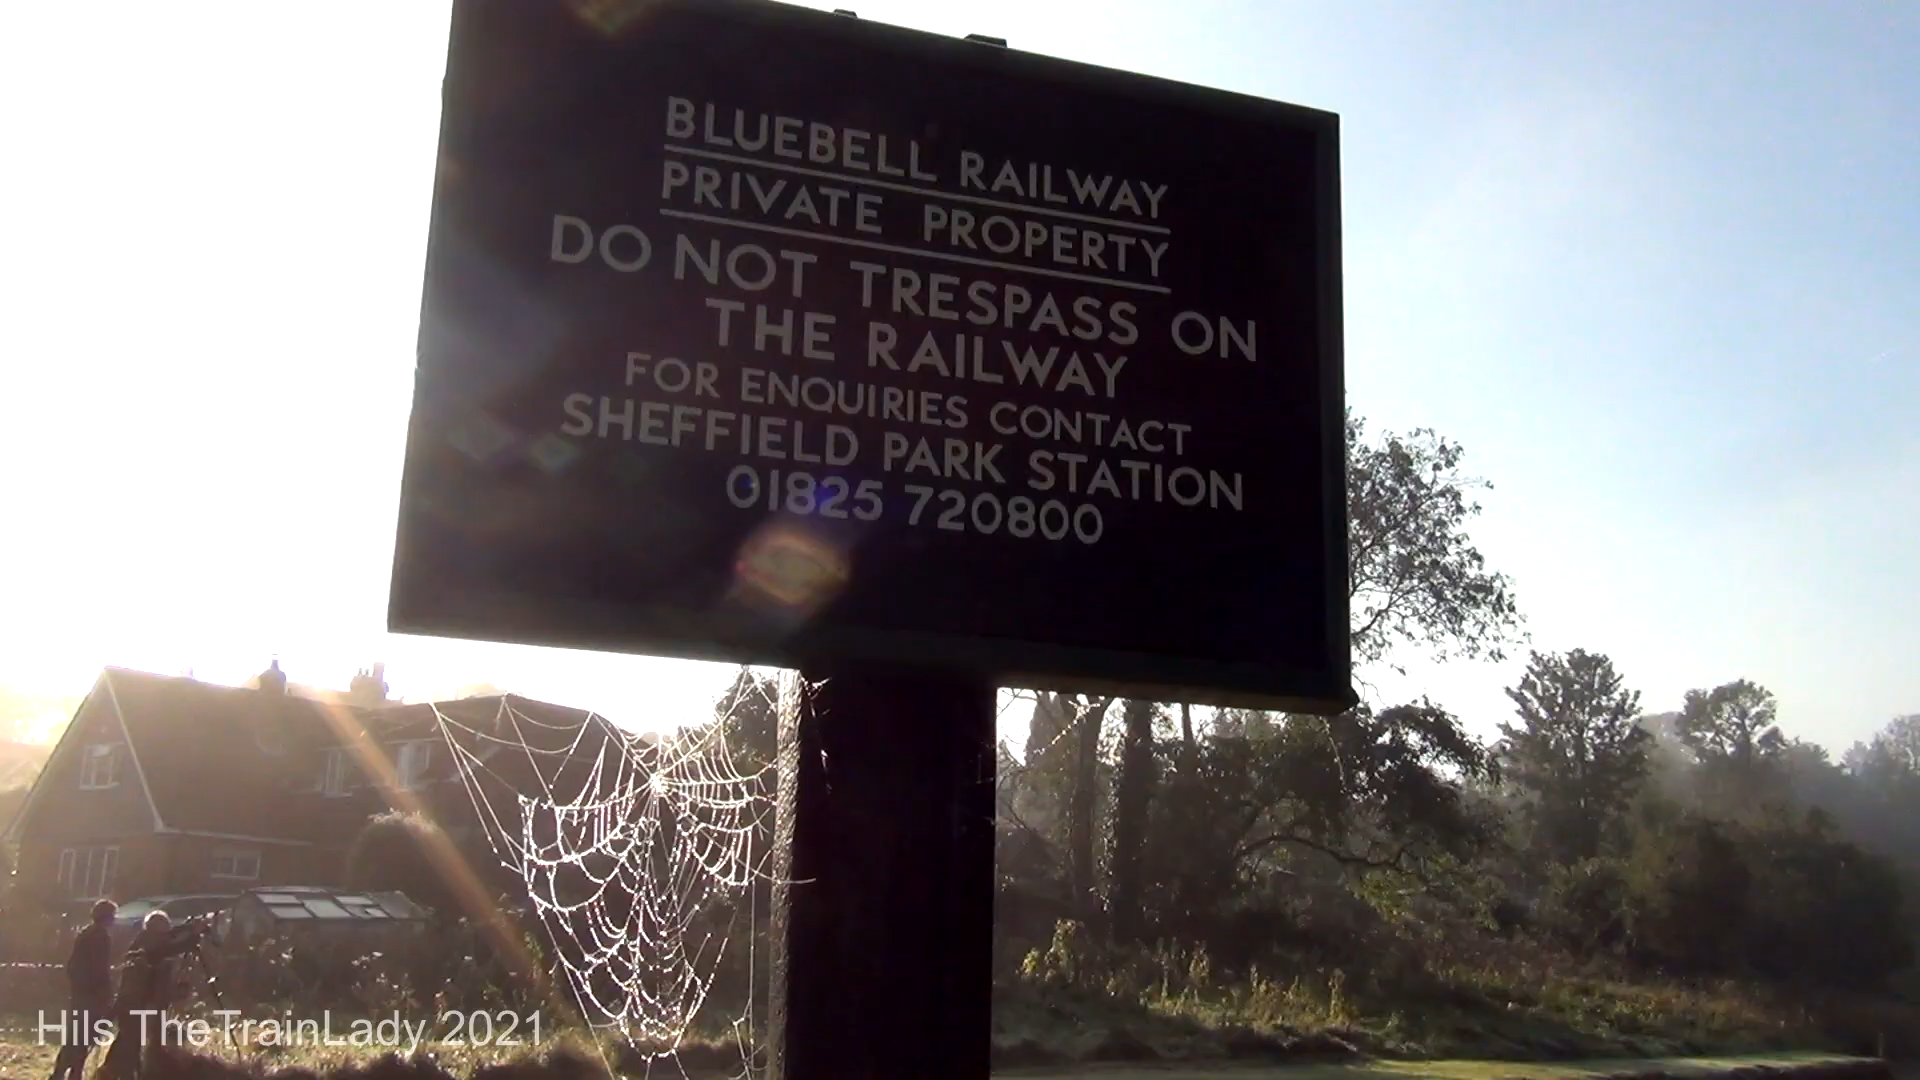 BLUEBELL RAILWAY
PRIVATE PROPERTY
DO NOT TRESPASS ON
THE RAILWAY
FOR ENQUIRIES CONTACT
SHEFFIELD PARK STATION
01825 720800
Hils TheTrainLady 2021